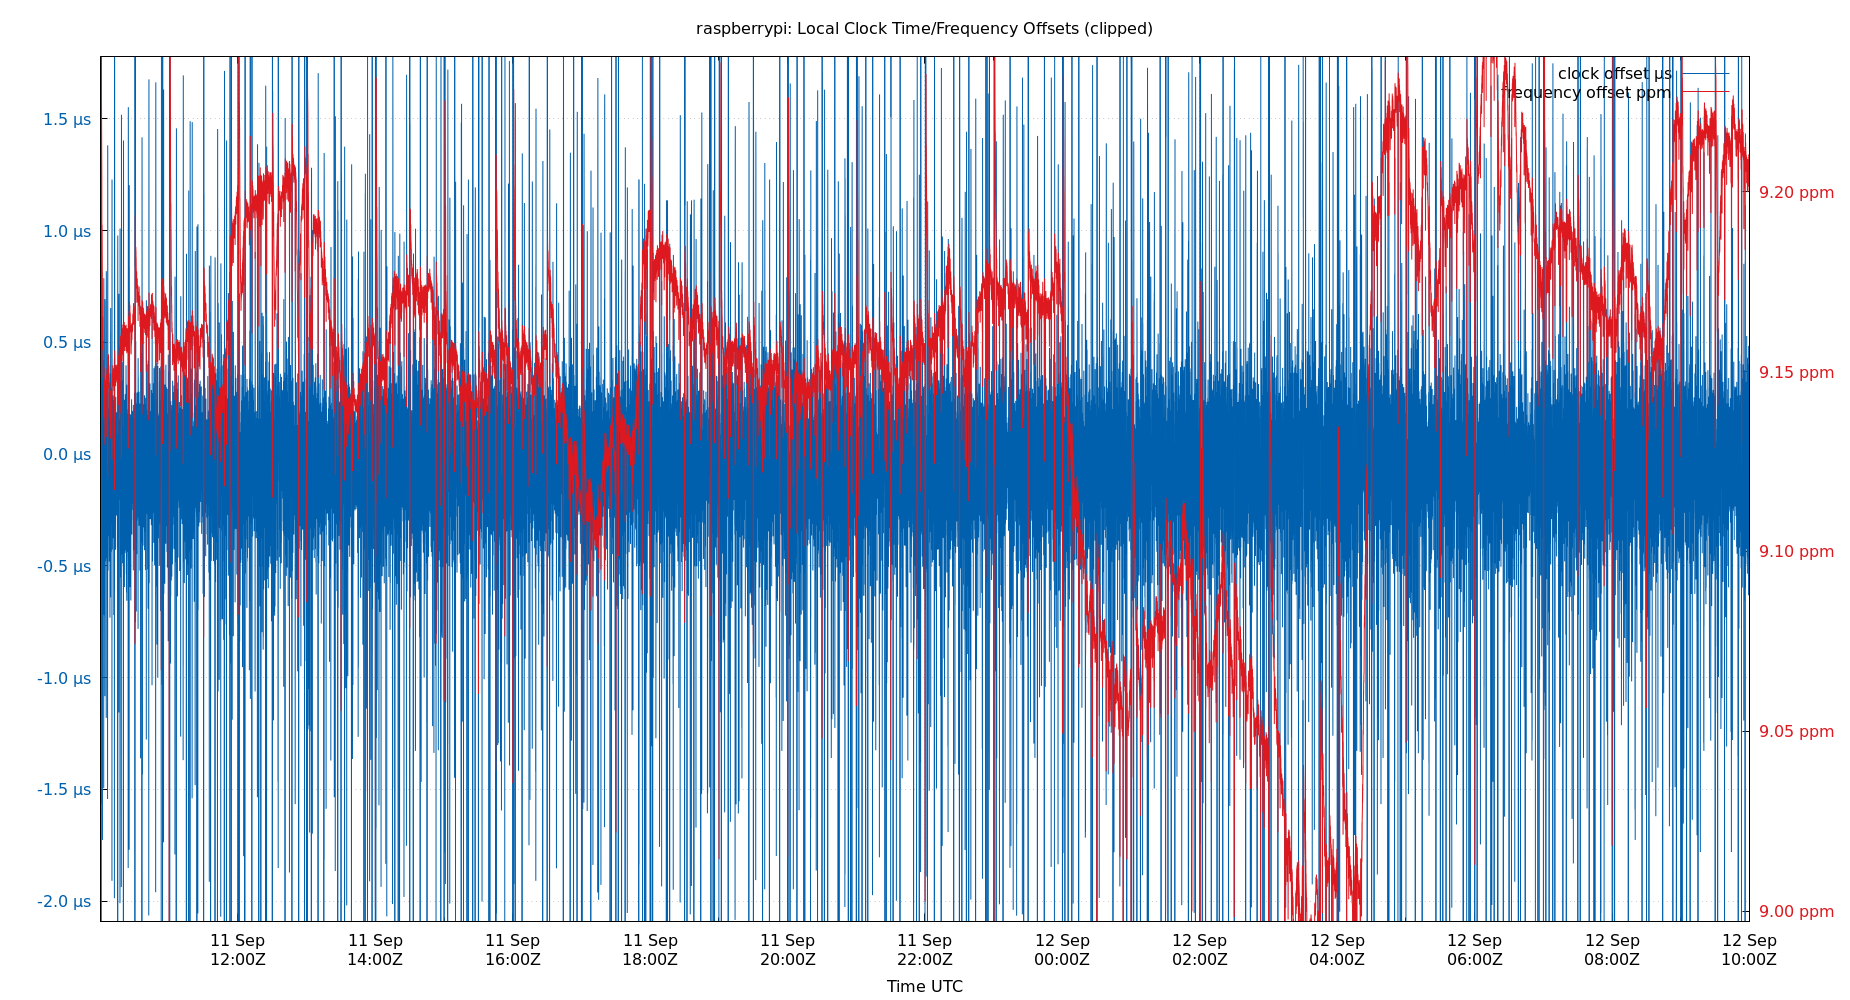 raspberrypi: Local Clock Time/Frequency Offsets (clipped)
clock offset µs
frequency offset ppm
1.5 µs
1.0 µs
0.5 µs
0.0 µs
-0.5 µs
-1.0 µs
-1.5 µs
-2.0 µs
9.20 ppm
9.15 ppm
9.10 ppm
9.05 ppm
9.00 ppm
11 Sep
12:00Z
11 Sep
14:00Z
11 Sep
16:00Z
11 Sep
18:00Z
11 Sep
20:00Z
11 Sep
22:00Z
12 Sep
00:00Z
12 Sep
02:00Z
12 Sep
04:00Z
12 Sep
06:00Z
12 Sep
08:00Z
12 Sep
10:00Z
Time UTC